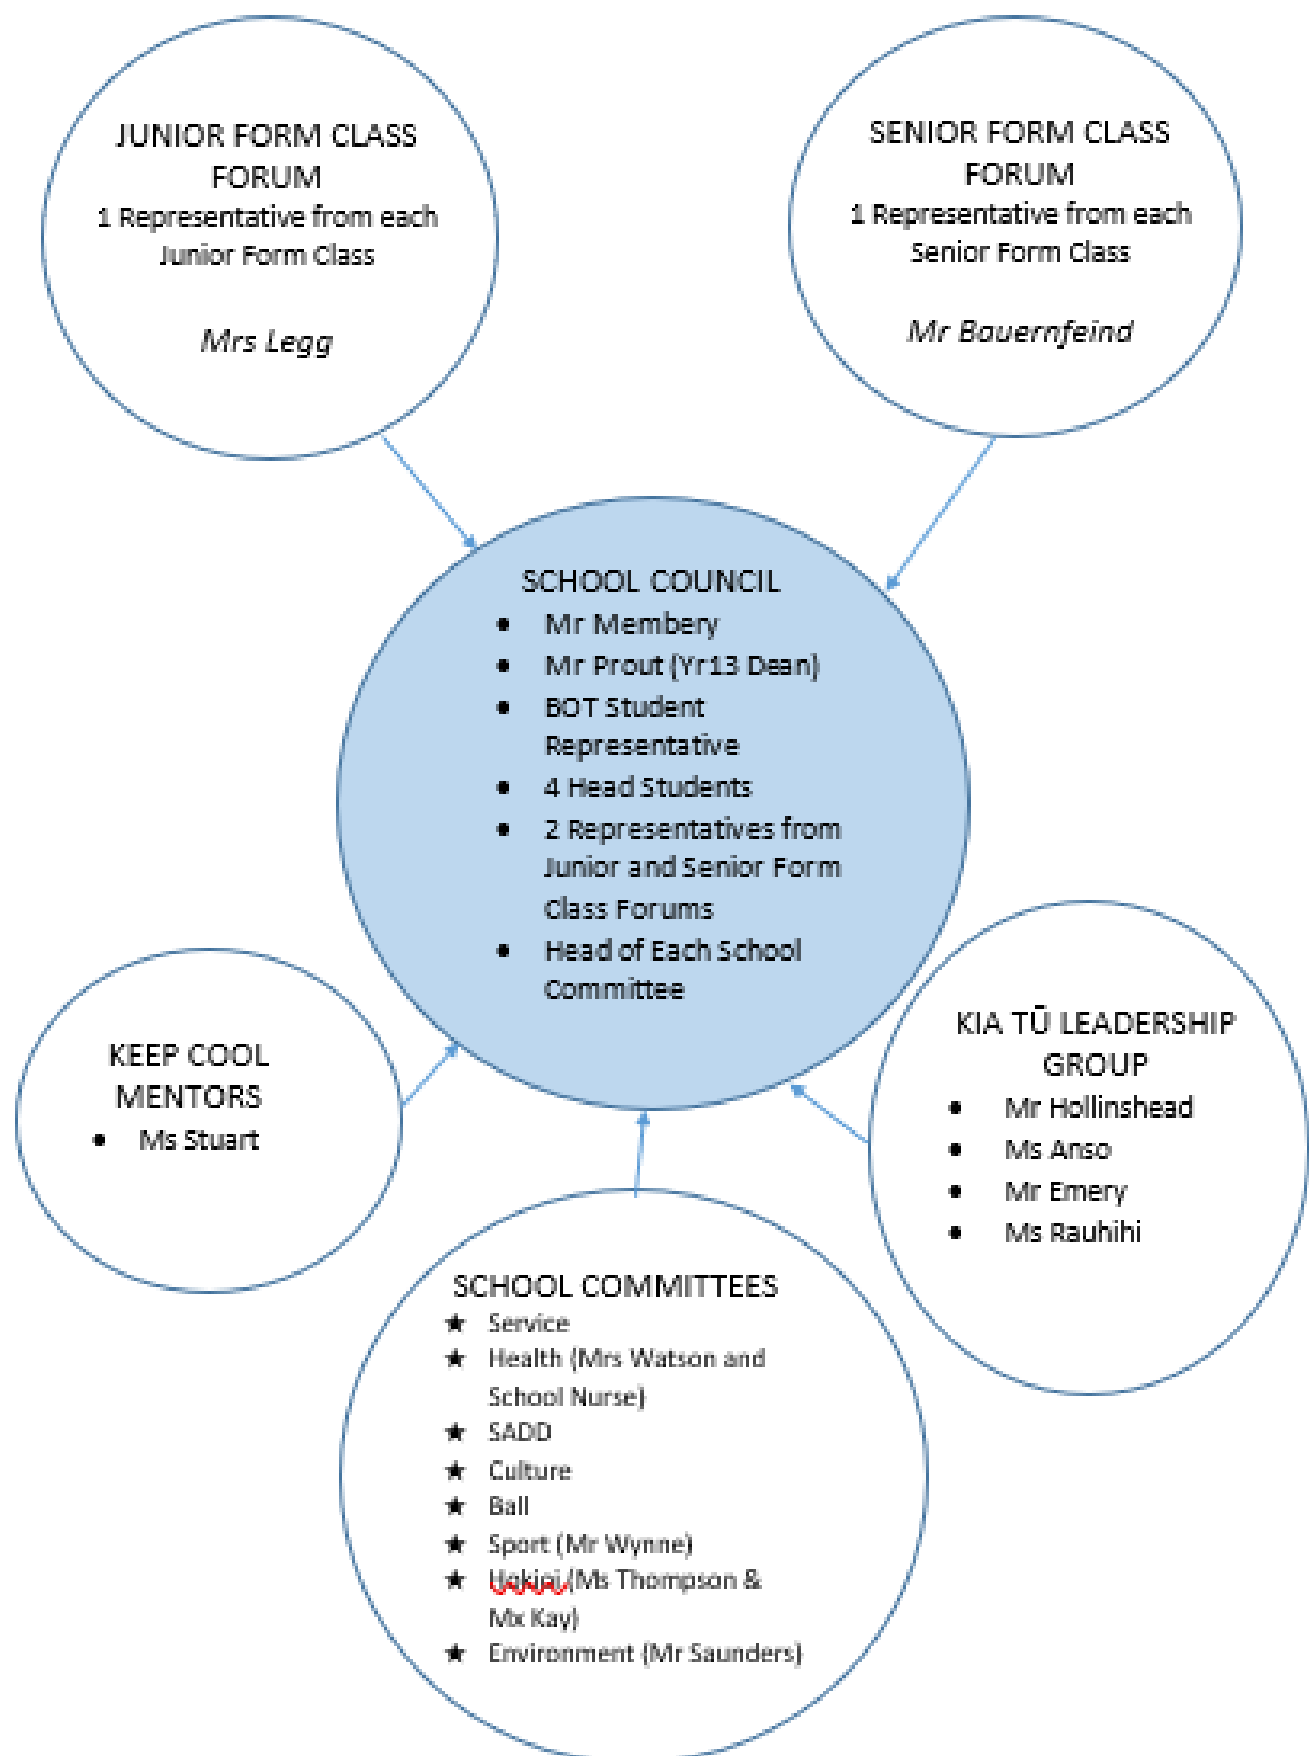 JUNIOR FORM CLASS
FORUM
1 Representative from each
Junior Form Class
Mrs Legg
SENIOR FORM CLASS
FORUM
1 Representative from each
Senior Form Class
Mr Bauernfeind
SCHOOL COUNCIL
• Mr Membery
• Mr Prout (Yr13 Dean)
• BOT Student
Representative
• 4 Head Students
• 2 Representatives from
Junior and Senior Form
Class Forums
• Head of Each School
Committee
KEEP COOL
MENTORS
• Ms Stuart
KIA TŪ LEADERSHIP
GROUP
• Mr Hollinshead
• Ms Anso
• Mr Emery
• Ms Rauhihi
SCHOOL COMMITTEES
★ Service
★ Health (Mrs Watson and
School Nurse)
★ SADD
★ Culture
★ Ball
★ Sport (Mr Wynne)
★ (Ms Thompson &
Mx Kay)
★ Environment (Mr Saunders)